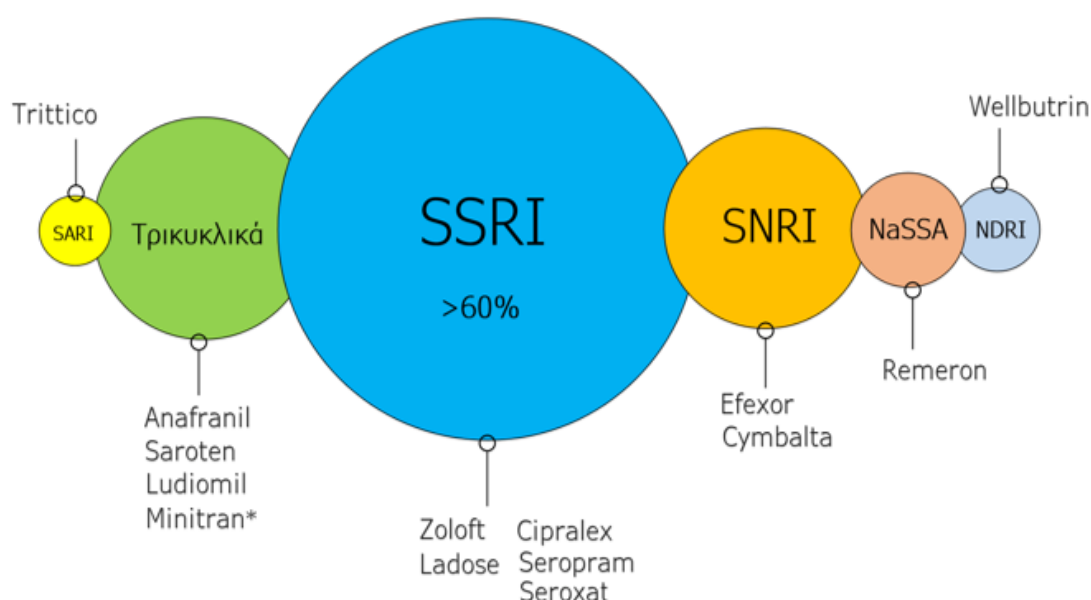 Trittico
SARI
Τρικυκλικά
Anafranil
Saroten
Ludiomil
Minitran*
SSRI
>60%
Zoloft
Ladose
Cipralex
Seropram
Seroxat
SNRI
Efexor
Cymbalta
NaSSA
Remeron
Wellbutrin
NDRI